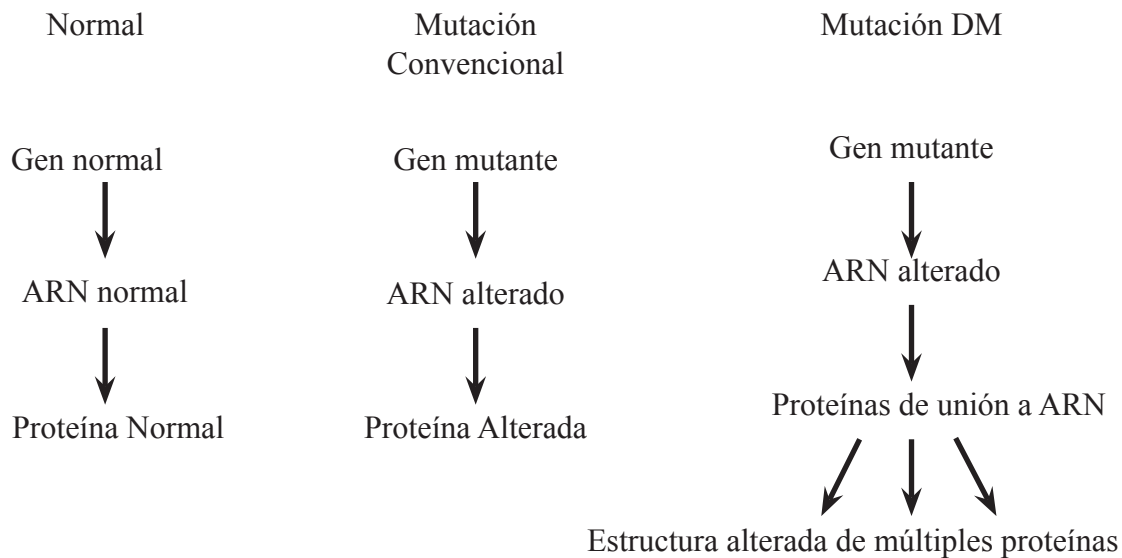 Normal
Gen normal
ARN normal
Proteína Normal
Mutación
Convencional
Gen mutante
ARN alterado
Proteína Alterada
Mutación DM
Gen mutante
ARN alterado
Proteínas de unión a ARN
Estructura alterada de múltiples proteínas